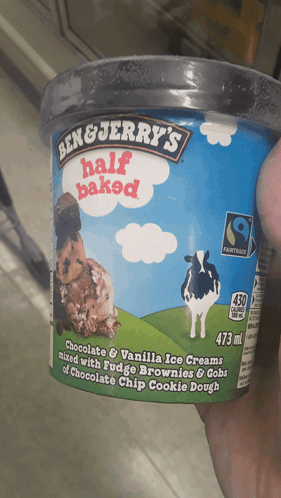 BEN & JERRY'S
half
baked
FAIRTRADE
430
CALORIES
473 mL
Chocolate & Vanilla Ice Creams
mixed with Fudge Brownies & Gobs
of Chocolate Chip Cookie Dough